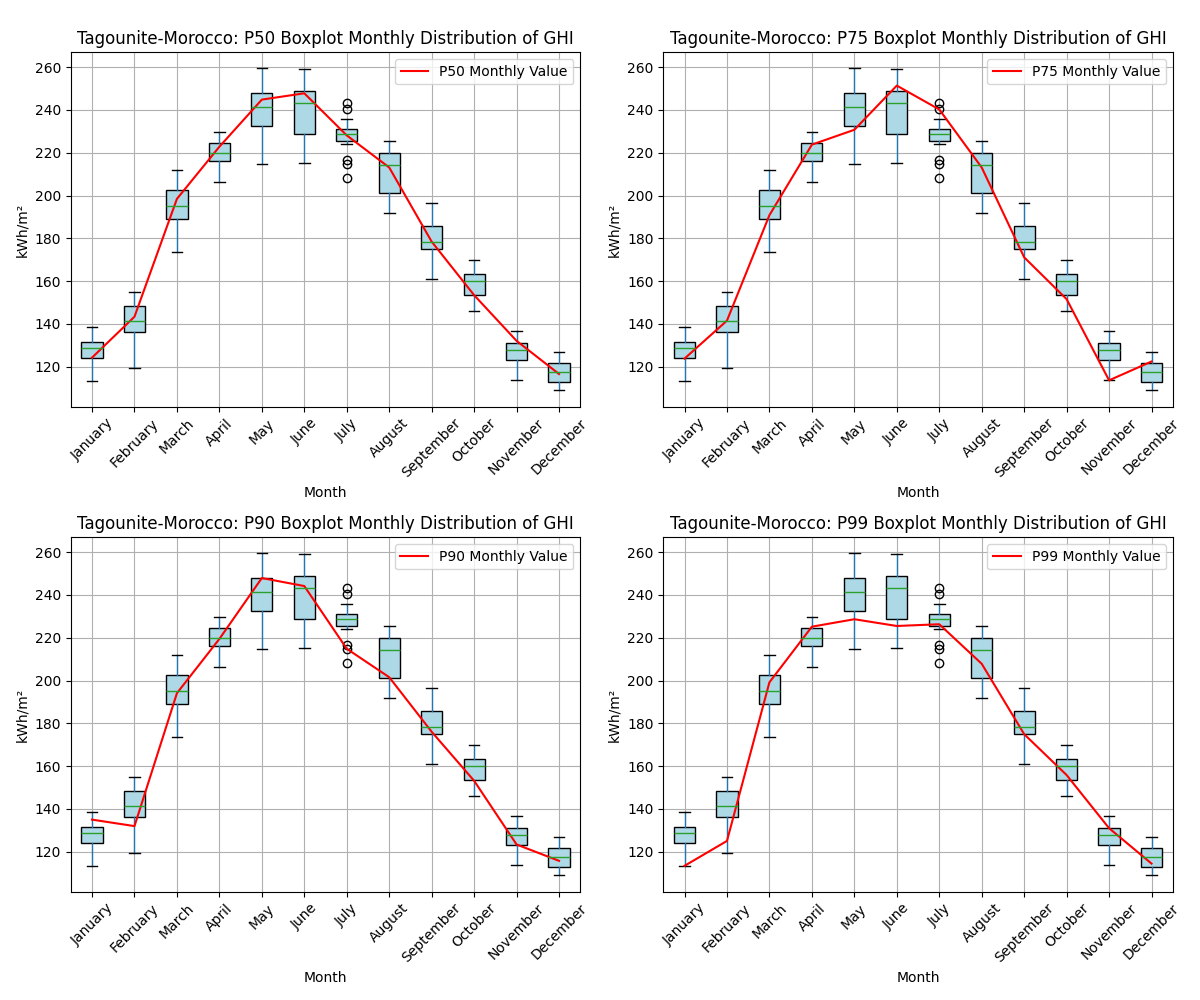 Tagounite-Morocco: P50 Boxplot Monthly Distribution of GHI
P50 Monthly Value
kWh/m²
260
240
220
200
180
160
140
120
January
February
March
April
May
June
July
August
September
October
November
December
Month
Tagounite-Morocco: P75 Boxplot Monthly Distribution of GHI
P75 Monthly Value
kWh/m²
260
240
220
200
180
160
140
120
January
February
March
April
May
June
July
August
September
October
November
December
Month
Tagounite-Morocco: P90 Boxplot Monthly Distribution of GHI
P90 Monthly Value
kWh/m²
260
240
220
200
180
160
140
120
January
February
March
April
May
June
July
August
September
October
November
December
Month
Tagounite-Morocco: P99 Boxplot Monthly Distribution of GHI
P99 Monthly Value
kWh/m²
260
240
220
200
180
160
140
120
January
February
March
April
May
June
July
August
September
October
November
December
Month